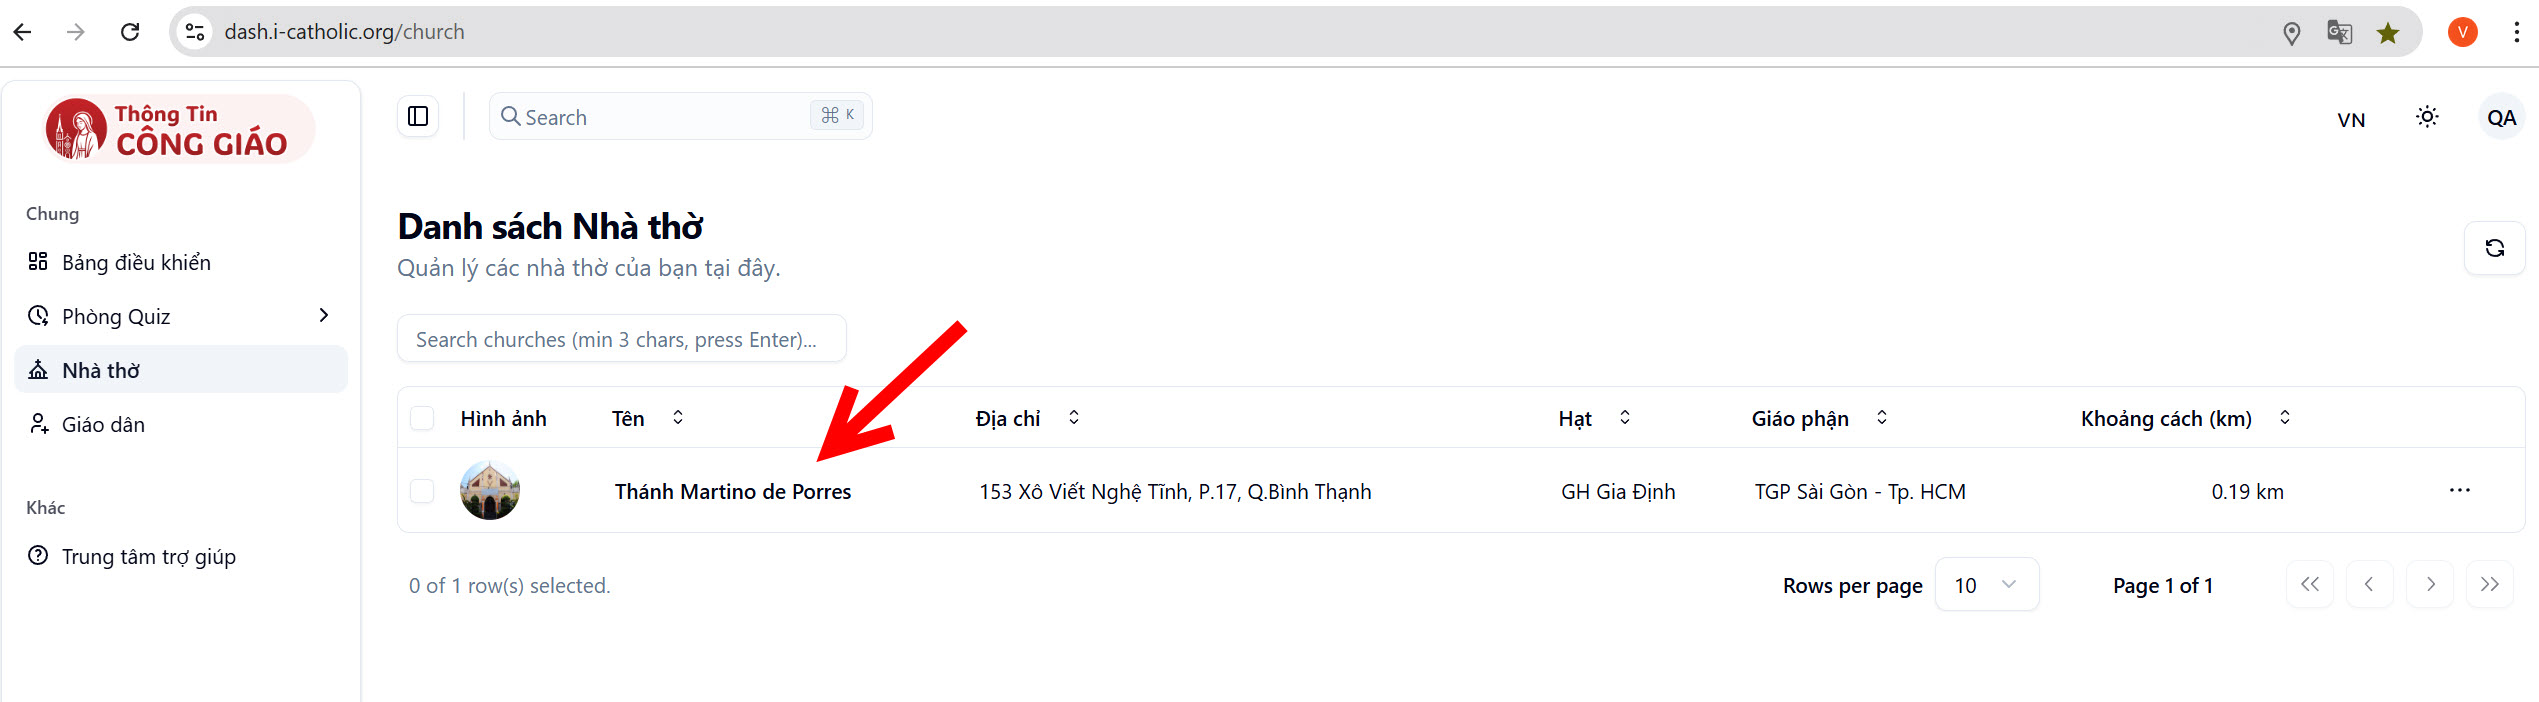 dash.i-catholic.org/church
V
Thông Tin
CÔNG GIÁO
Search
⌘ K
VN
QA
Chung
Bảng điều khiển
Phòng Quiz
Nhà thờ
Giáo dân
Khác
Trung tâm trợ giúp
Danh sách Nhà thờ
Quản lý các nhà thờ của bạn tại đây.
Search churches (min 3 chars, press Enter)...
Hình ảnh Tên Địa chỉ Hạt Giáo phận Khoảng cách (km)
Thánh Martino de Porres 153 Xô Viết Nghệ Tĩnh, P.17, Q.Bình Thạnh GH Gia Định TGP Sài Gòn - Tp. HCM 0.19 km
0 of 1 row(s) selected. Rows per page 10 Page 1 of 1